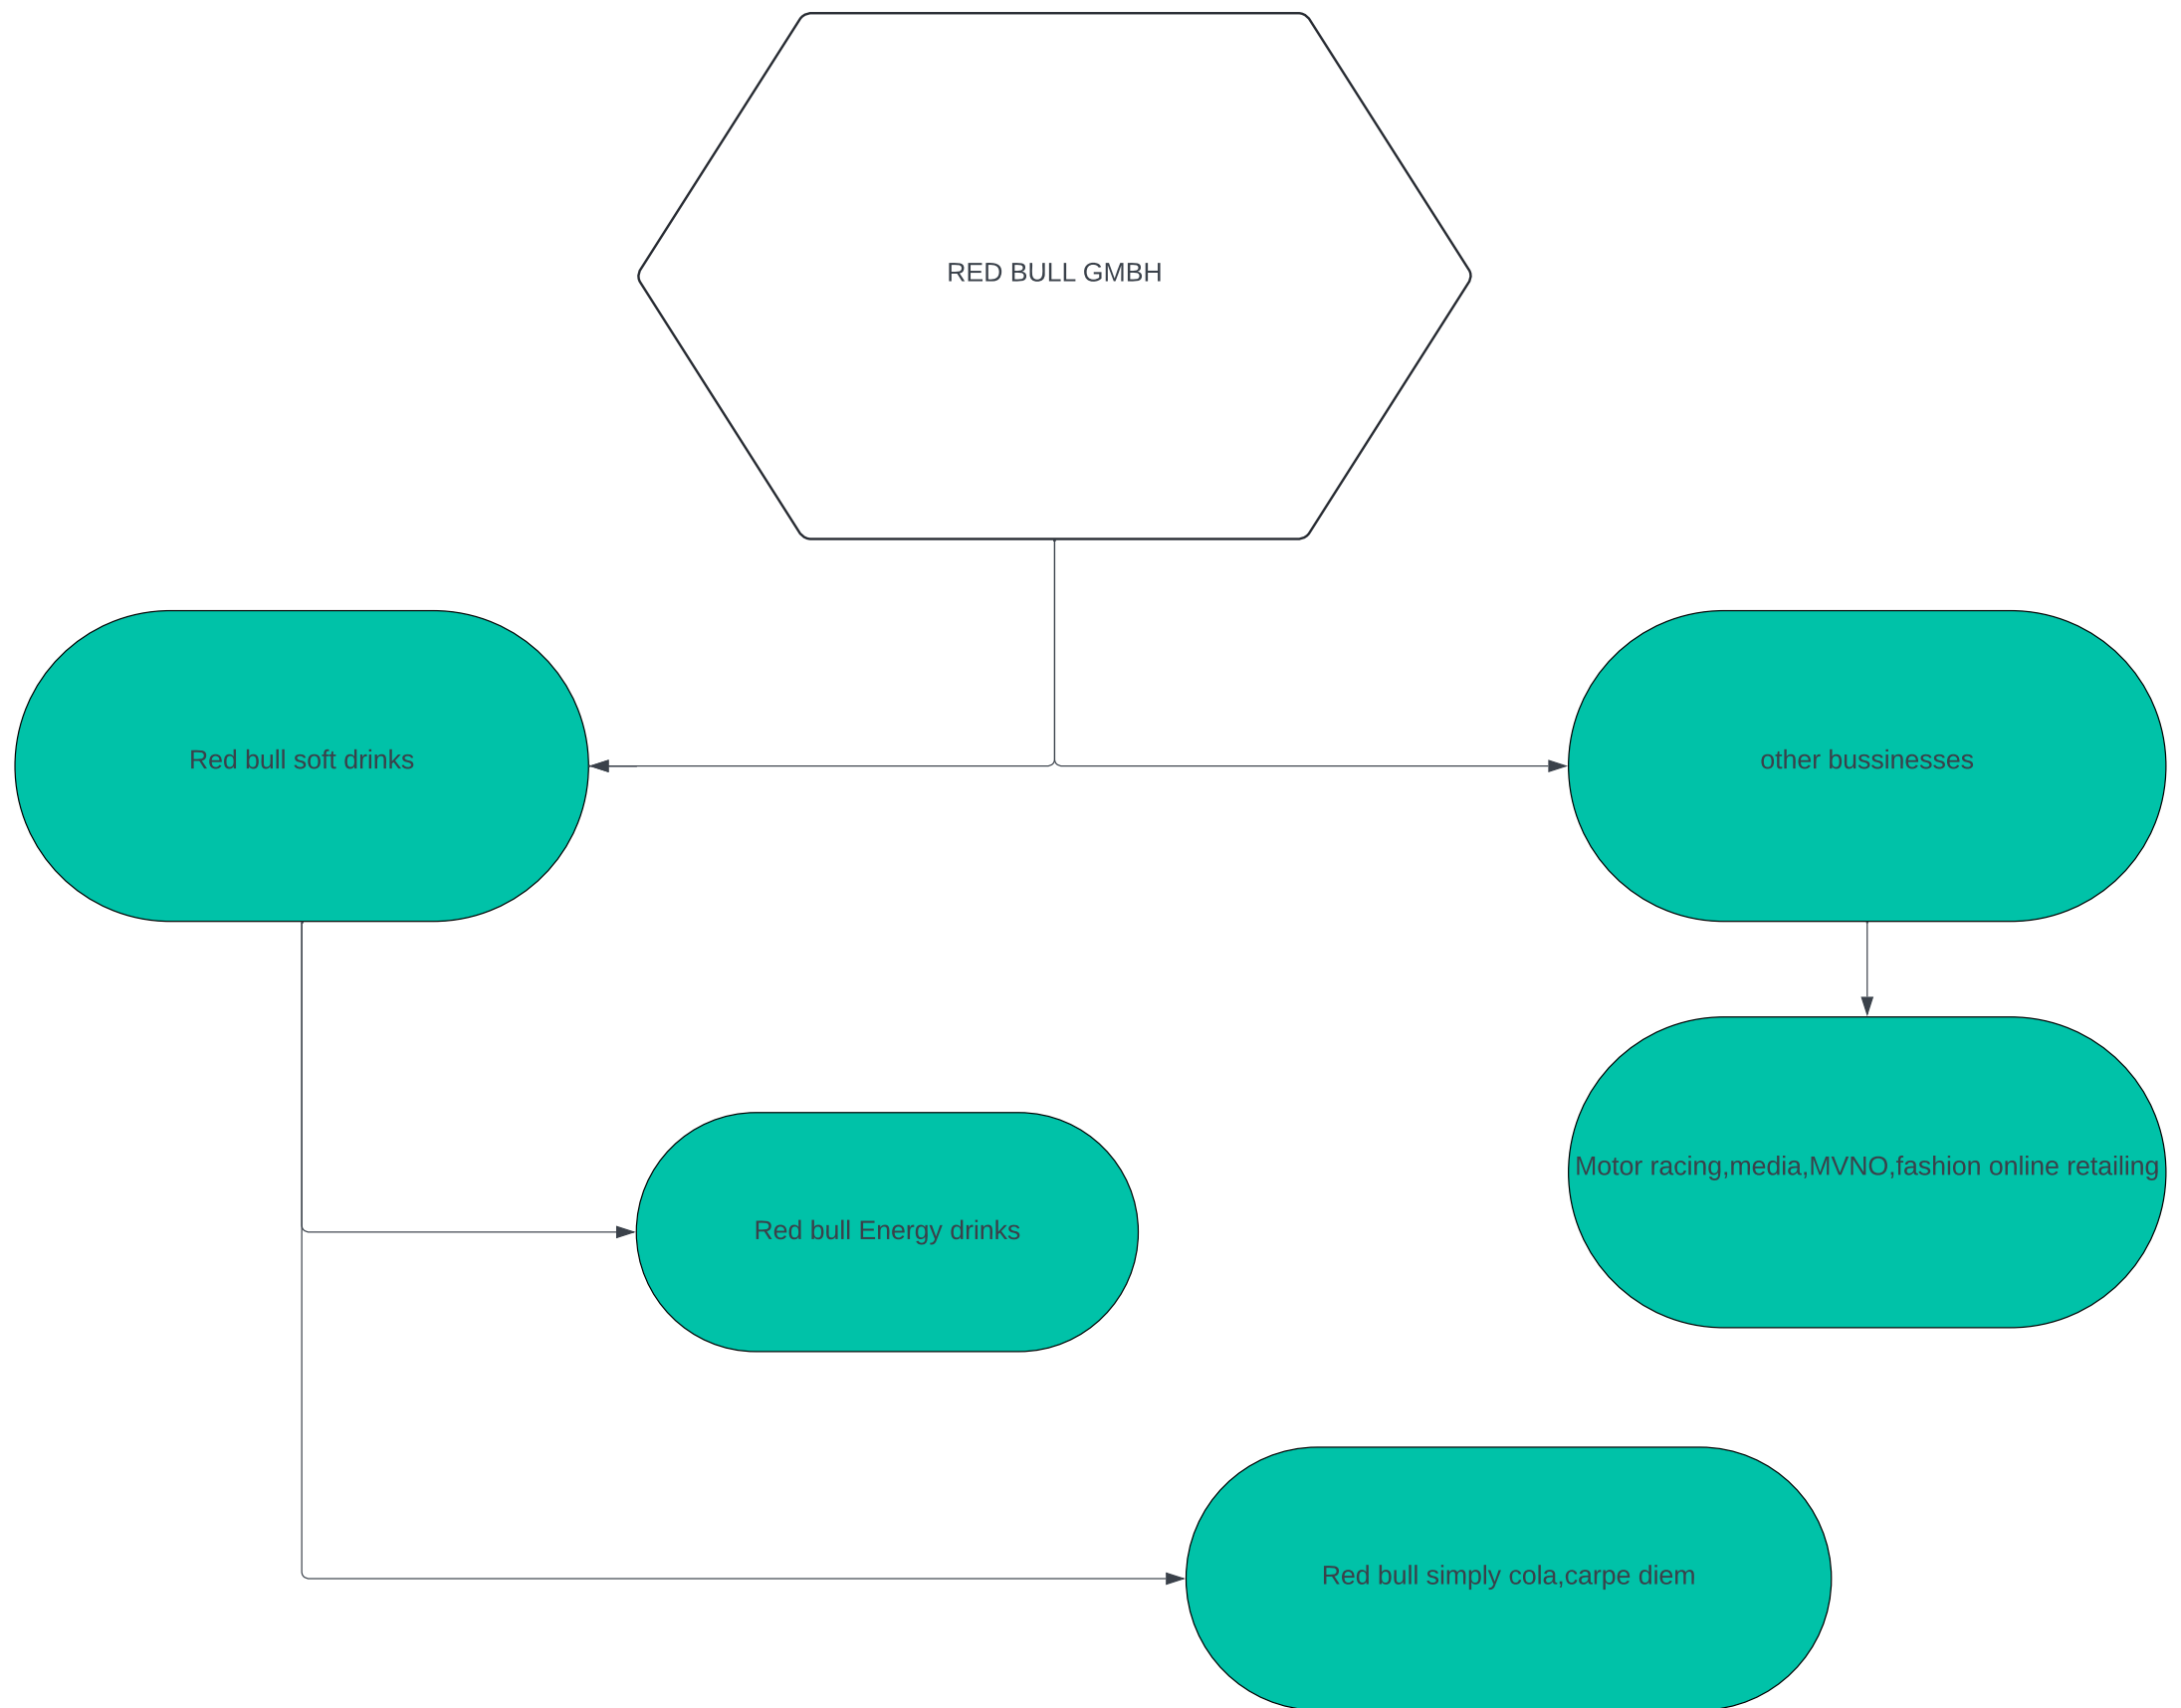 RED BULL GMBH
Red bull soft drinks
other bussinesses
Motor racing,media,MVNO,fashion online retailing
Red bull Energy drinks
Red bull simply cola,carpe diem